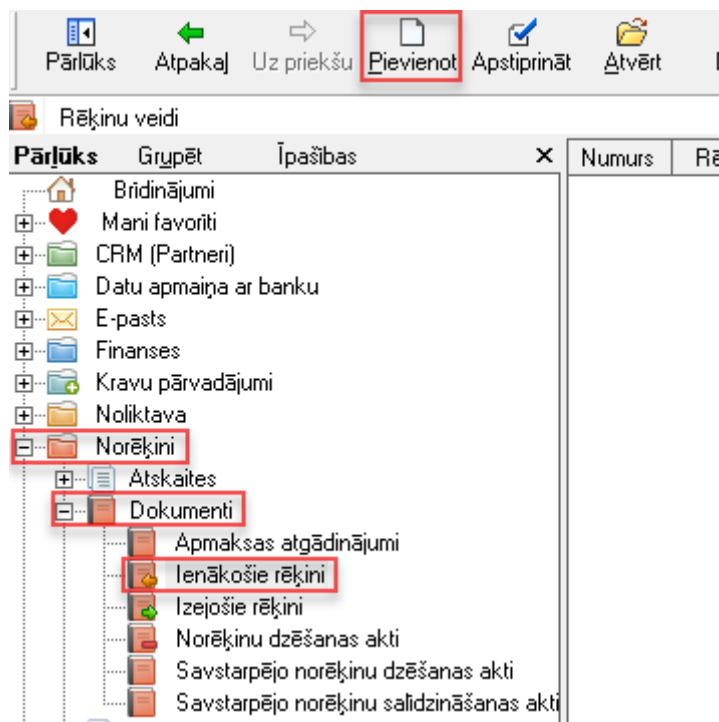 Pārlūks Atpakaļ Uz priekšu Pievienot Apstiprināt Atvērt
Rēķinu veidi
Pārlūks Grupēt Īpašības Numurs Rē
Brīdinājumi
Mani favorīti
CRM (Partneri)
Datu apmaiņa ar banku
E-pasts
Finanses
Kravu pārvadājumi
Noliktava
Norēķini
Atskaites
Dokumenti
Apmaksas atgādinājumi
Ienākošie rēķini
Izejošie rēķini
Norēķinu dzēšanas akti
Savstarpējo norēķinu dzēšanas akti
Savstarpējo norēķinu salīdzināšanas akti